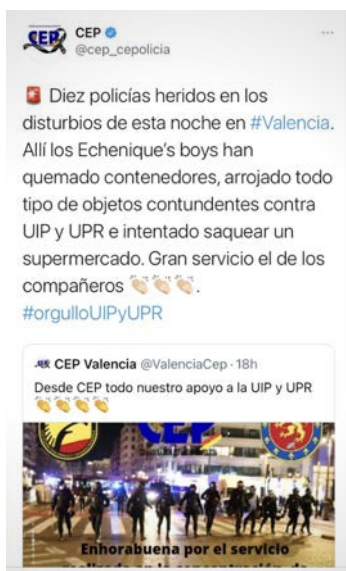 CEP
CEP
@cep_cepolicia
Diez policías heridos en los
disturbios de esta noche en #Valencia.
Allí los Echenique's boys han
quemado contenedores, arrojado todo
tipo de objetos contundentes contra
UIP y UPR e intentado saquear un
supermercado. Gran servicio el de los
compañeros 👏🏻👏🏻👏🏻.
#orgulloUIPyUPR
CEP Valencia @ValenciaCep · 18h
Desde CEP todo nuestro apoyo a la UIP y UPR
👏👏👏👏
CEP
Enhorabuena por el servicio